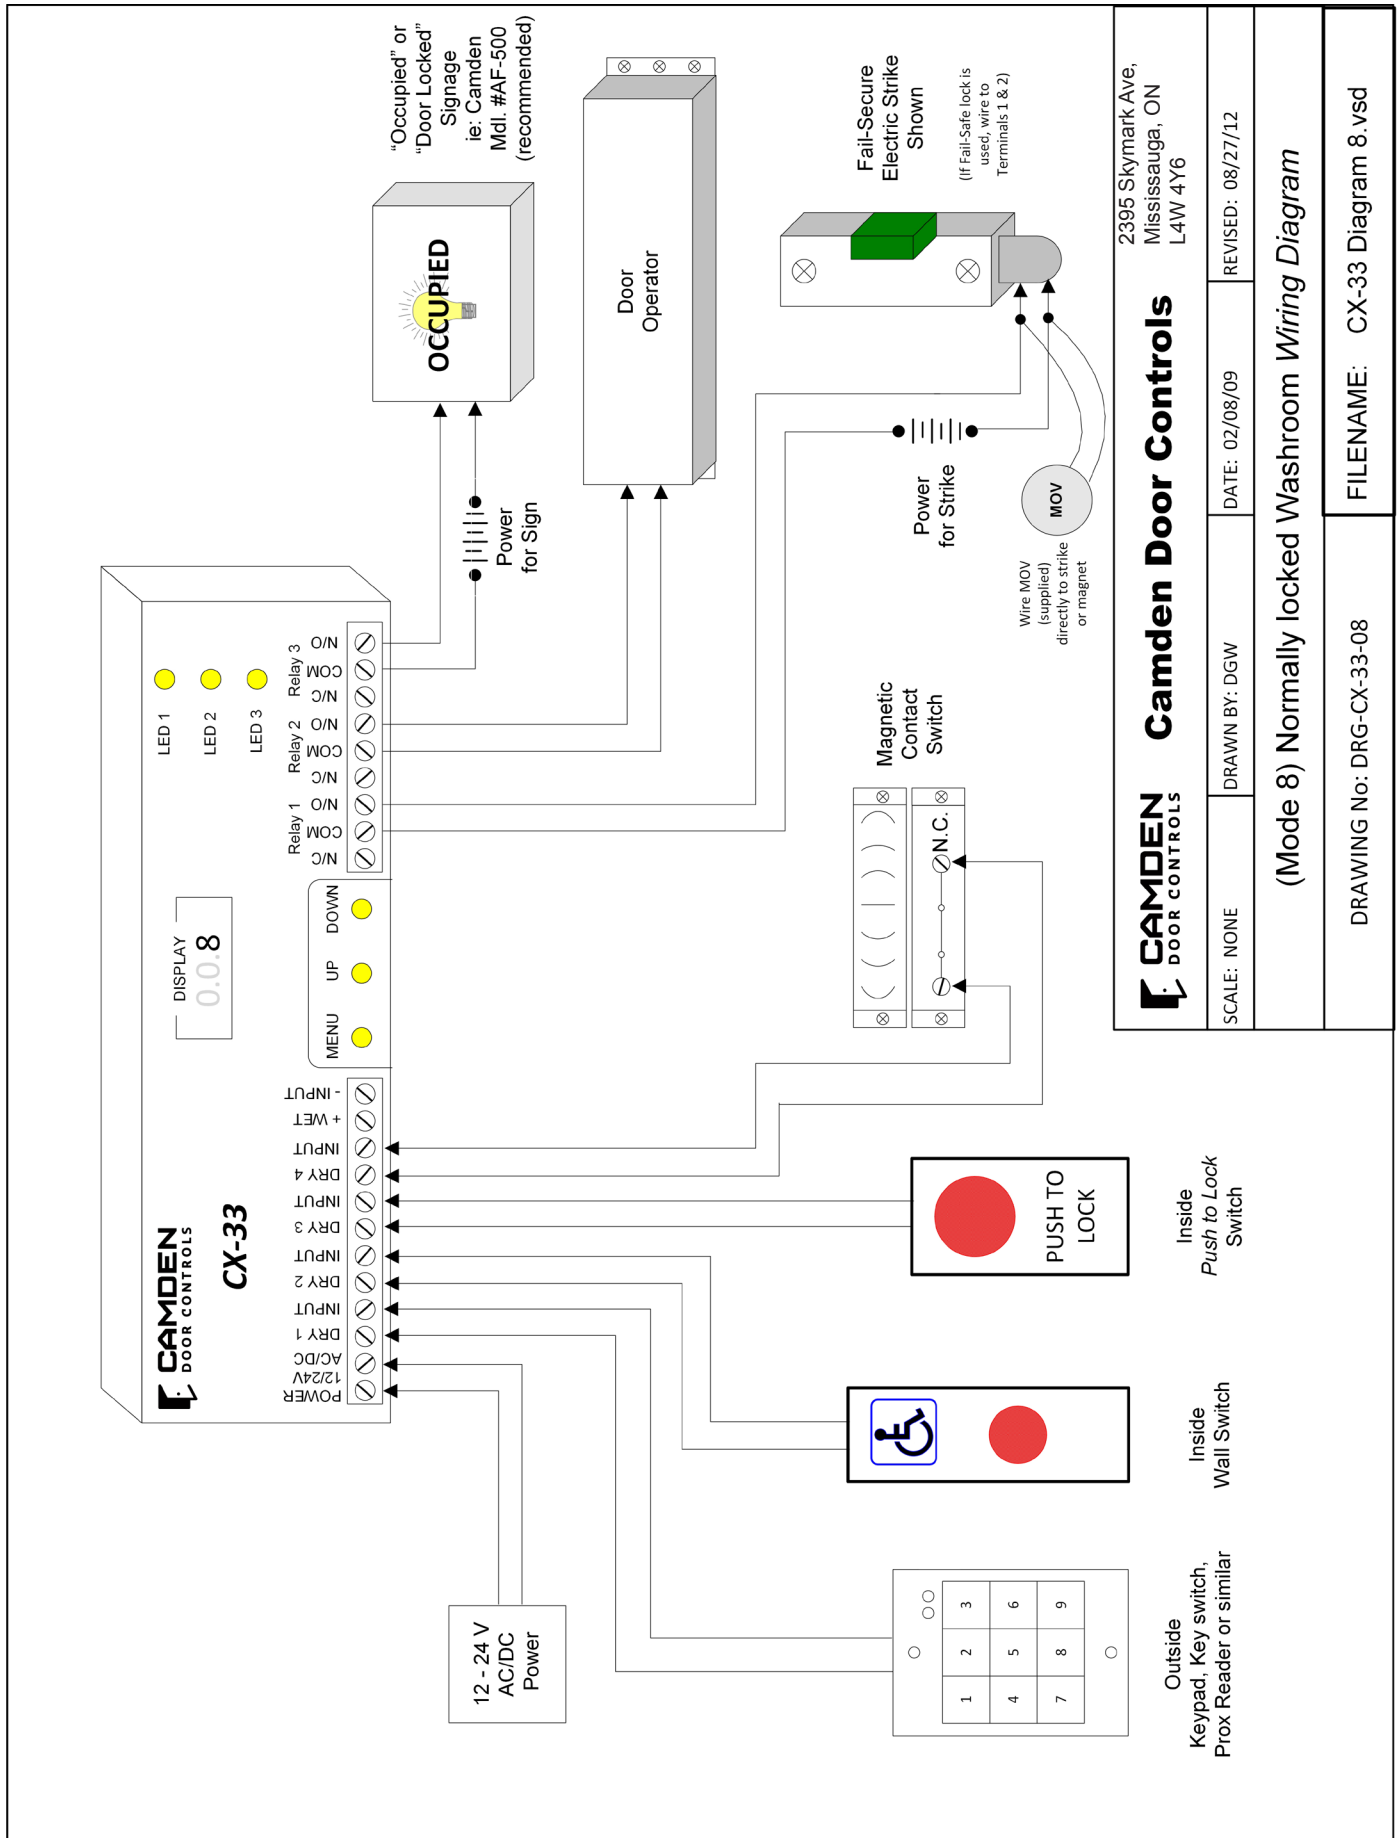 CAMDEN
DOOR CONTROLS
CX-33
DISPLAY
0.0.8
MENU
UP
DOWN
LED 1
LED 2
LED 3
POWER
12/24V
AC/DC
DRY 1
INPUT
DRY 2
INPUT
DRY 3
INPUT
DRY 4
INPUT
+ WET
- INPUT
Relay 1
N/C
COM
N/O
Relay 2
N/C
COM
N/O
Relay 3
N/C
COM
N/O
"Occupied" or
"Door Locked"
Signage
ie: Camden
Mdl. #AF-500
(recommended)
OCCUPIED
Power
for Sign
Door
Operator
Fail-Secure
Electric Strike
Shown
(If Fail-Safe lock is
used, wire to
Terminals 1 & 2)
Power
for Strike
MOV
Wire MOV
(supplied)
directly to strike
or magnet
Magnetic
Contact
Switch
N.C.
12 - 24 V
AC/DC
Power
1 2 3
4 5 6
7 8 9
Outside
Keypad, Key switch,
Prox Reader or similar
Inside
Wall Switch
PUSH TO
LOCK
Inside
Push to Lock
Switch
CAMDEN
DOOR CONTROLS
Camden Door Controls
2395 Skymark Ave,
Mississauga, ON
L4W 4Y6
SCALE: NONE
DRAWN BY: DGW
DATE: 02/08/09
REVISED: 08/27/12
(Mode 8) Normally locked Washroom Wiring Diagram
DRAWING No: DRG-CX-33-08
FILENAME: CX-33 Diagram 8.vsd